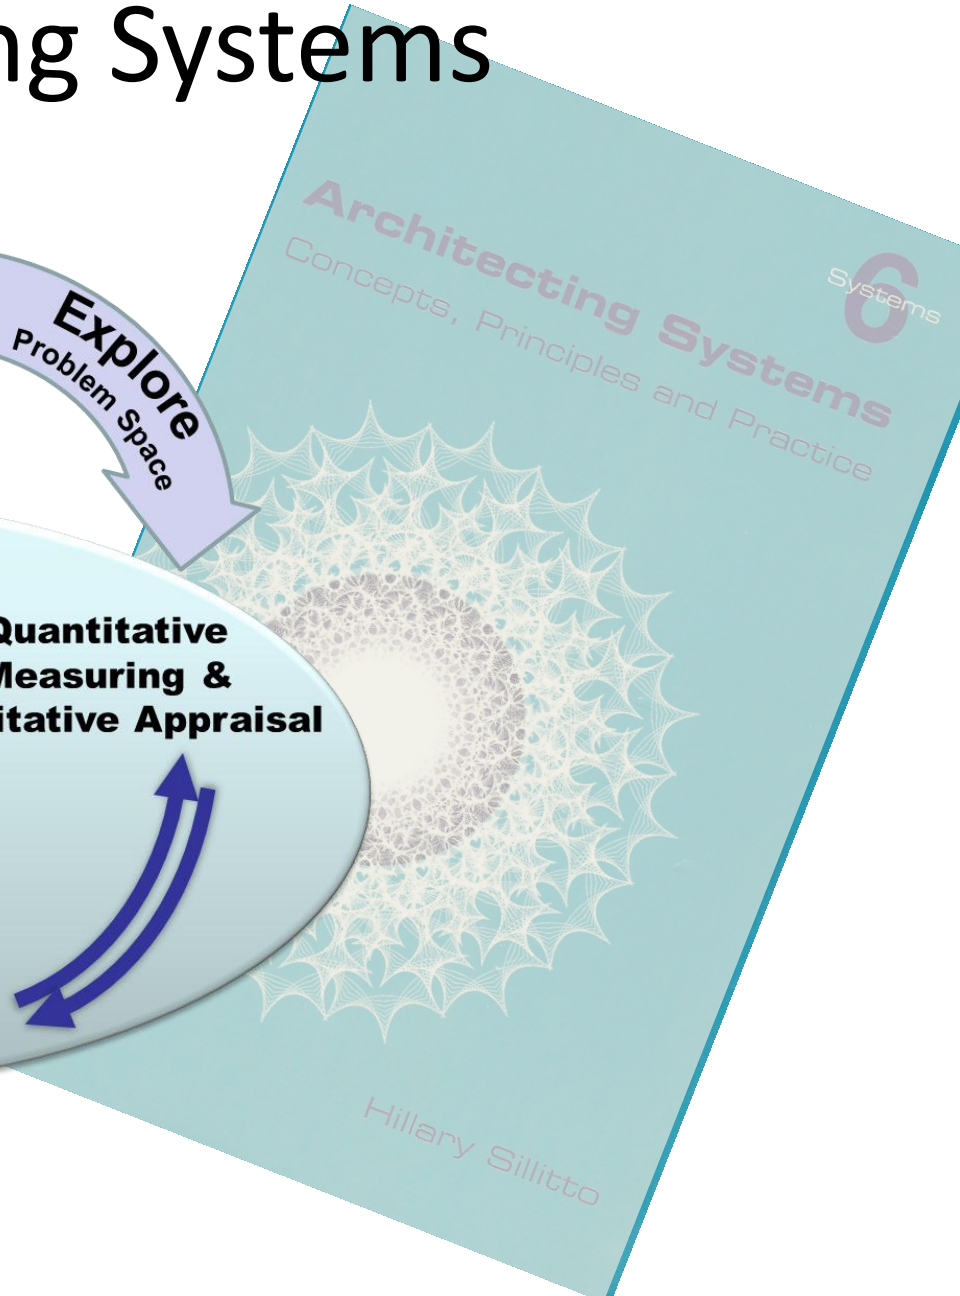 ng Systems
Architecting Systems
Concepts, Principles and Practice
Systems
6
Explore
Problem Space
Quantitative
Measuring &
itative Appraisal
Hillary Sillitto